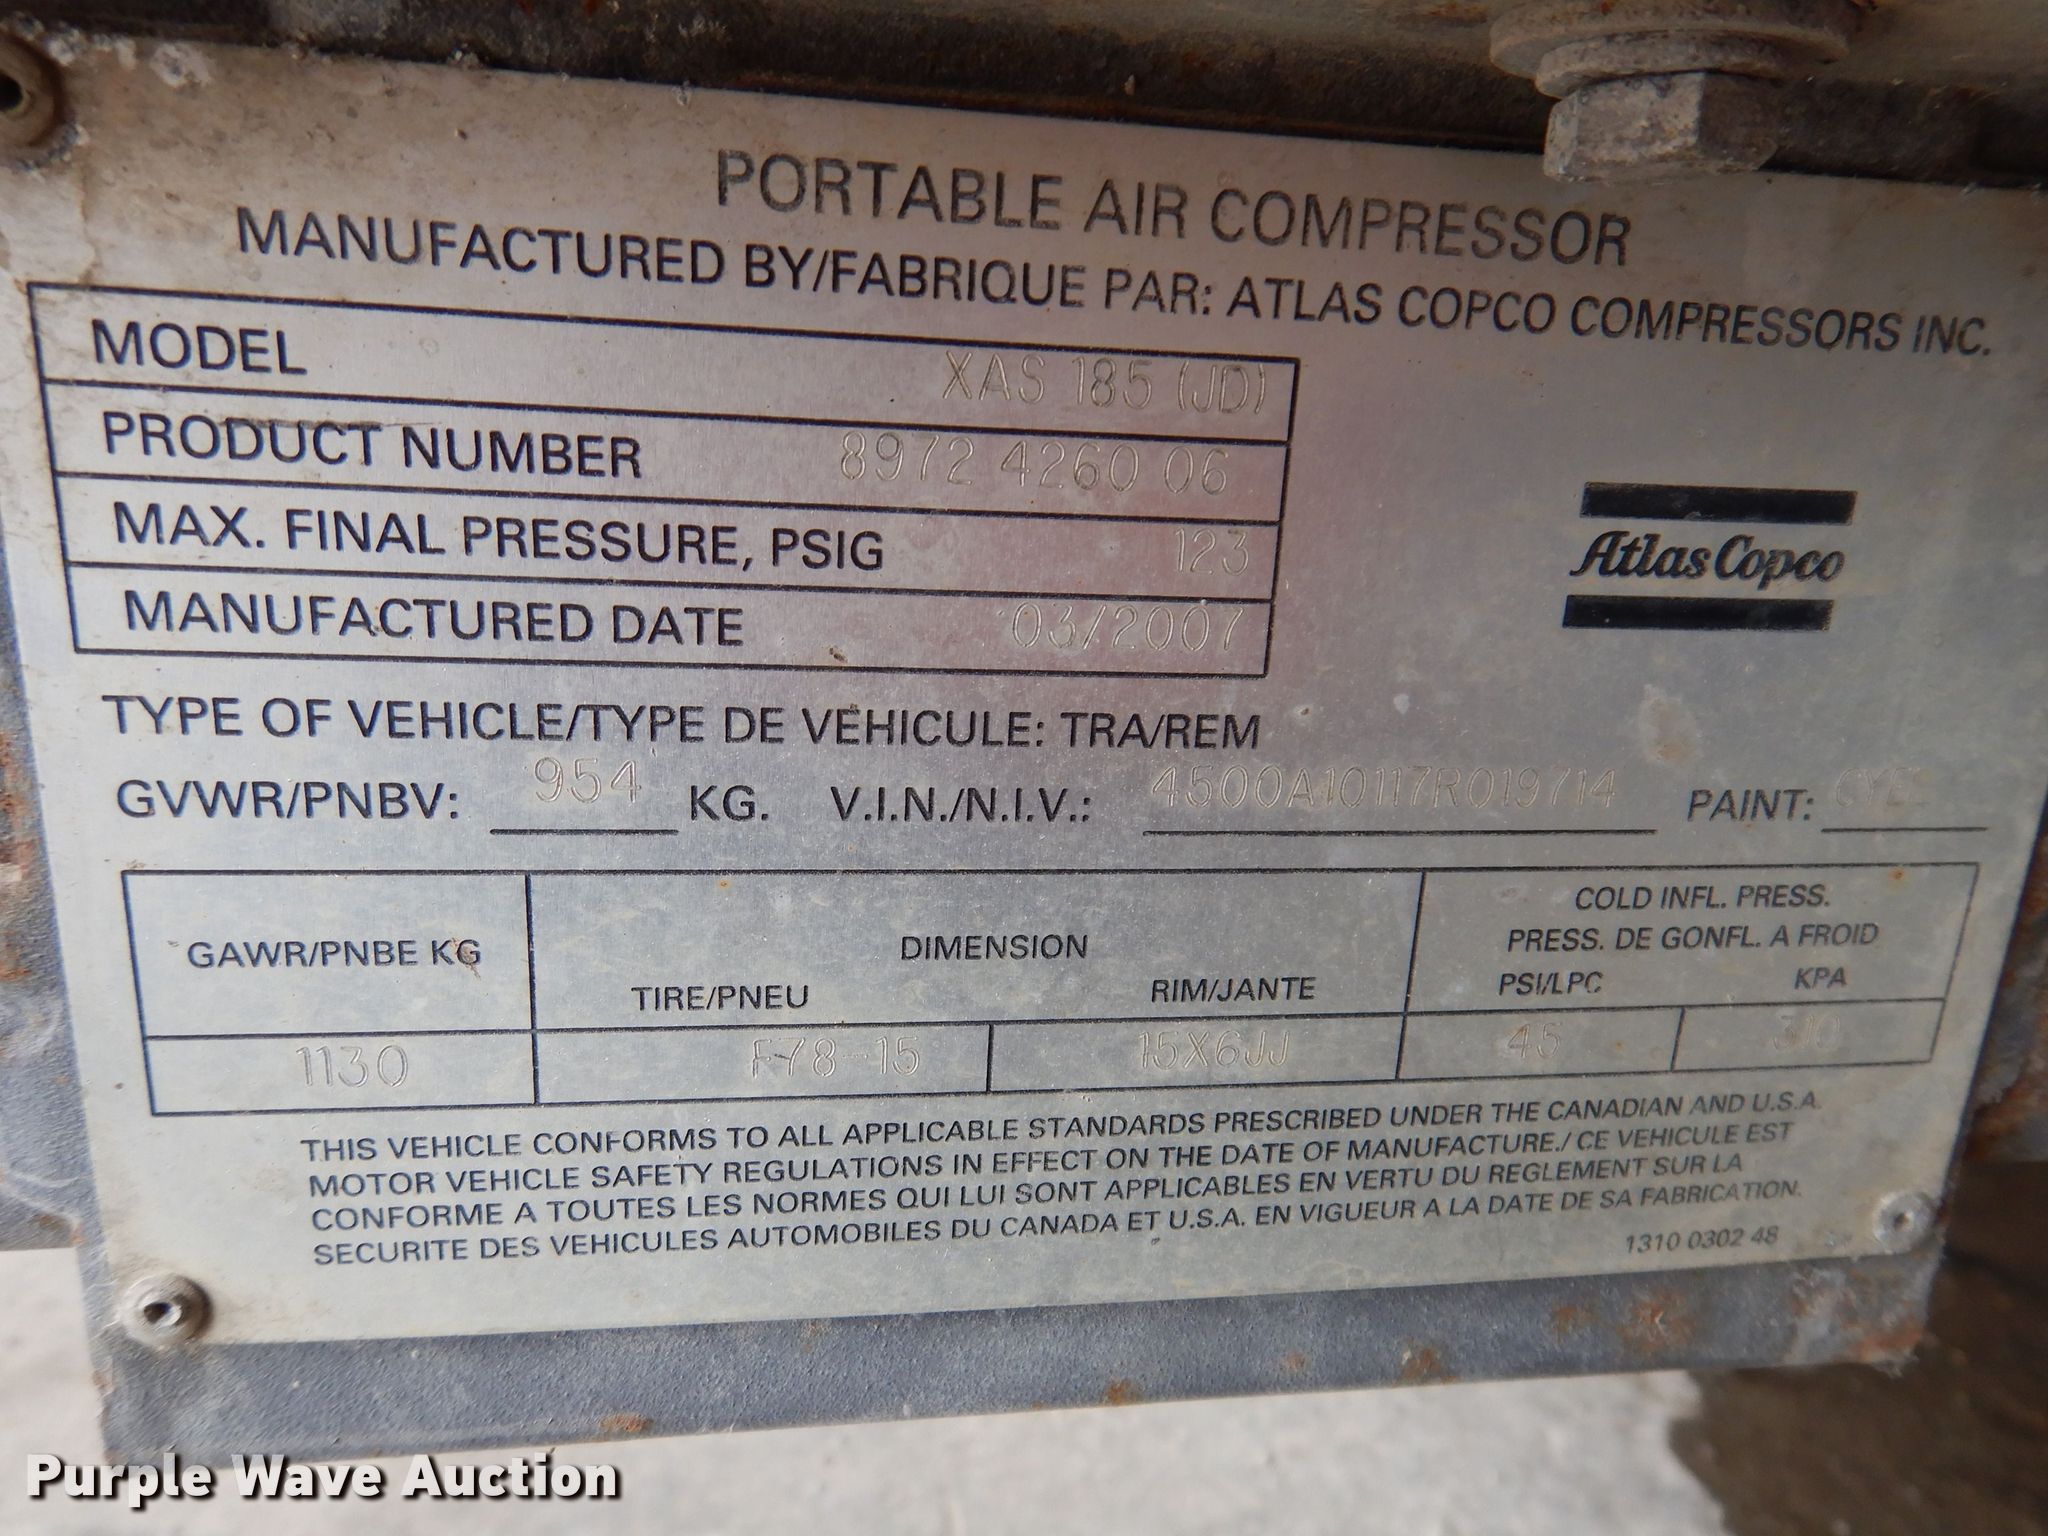 PORTABLE AIR COMPRESSOR
MANUFACTURED BY/FABRIQUE PAR: ATLAS COPCO COMPRESSORS INC.
MODEL XAS 185 (JD)
PRODUCT NUMBER 8972 4260 06
MAX. FINAL PRESSURE, PSIG 123
MANUFACTURED DATE 03/2007
Atlas Copco
TYPE OF VEHICLE/TYPE DE VEHICULE: TRA/REM
GVWR/PNBV: 954 KG. V.I.N./N.I.V.: 4500A10117R019714 PAINT:
GAWR/PNBE KG DIMENSION COLD INFL. PRESS.
PRESS. DE GONFL. A FROID
TIRE/PNEU RIM/JANTE PSI/LPC KPA
1130 F78-15 15X6JJ 45 310
THIS VEHICLE CONFORMS TO ALL APPLICABLE STANDARDS PRESCRIBED UNDER THE CANADIAN AND U.S.A.
MOTOR VEHICLE SAFETY REGULATIONS IN EFFECT ON THE DATE OF MANUFACTURE./ CE VEHICULE EST
CONFORME A TOUTES LES NORMES QUI LUI SONT APPLICABLES EN VERTU DU REGLEMENT SUR LA
SECURITE DES VEHICULES AUTOMOBILES DU CANADA ET U.S.A. EN VIGUEUR A LA DATE DE SA FABRICATION.
1310 0302 48
Purple Wave Auction